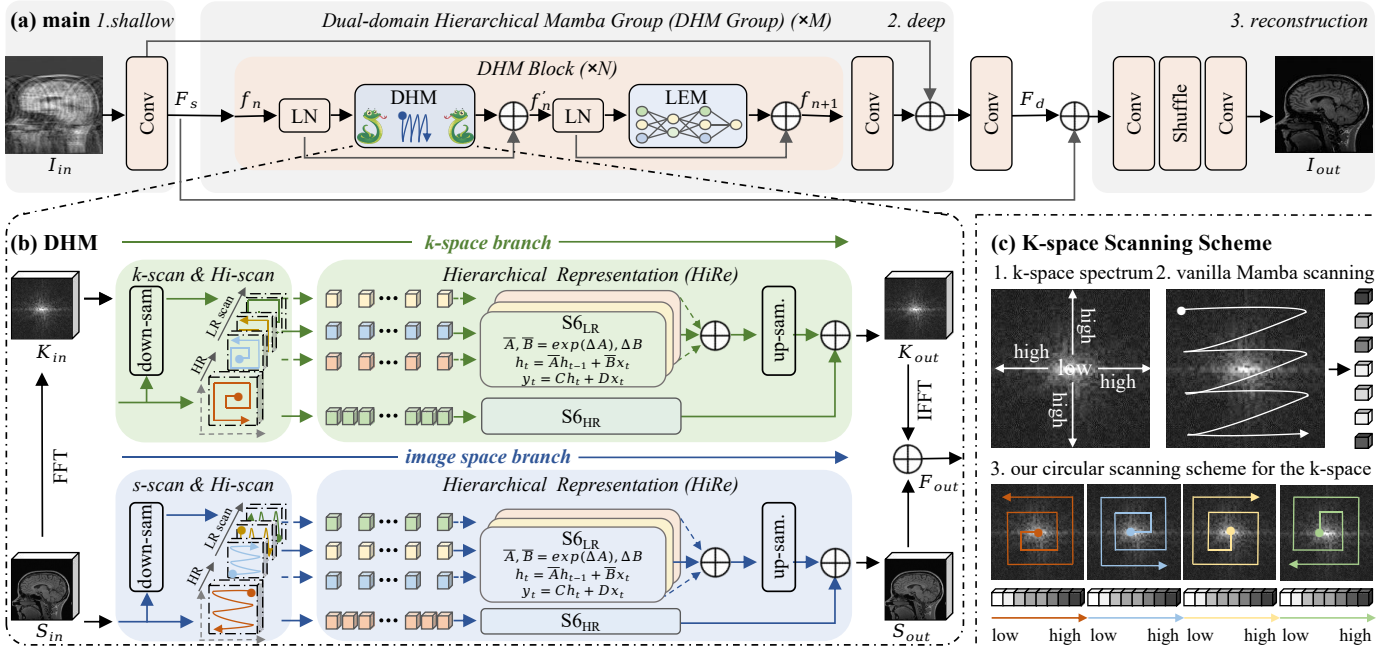 (a) main 1.shallow
Dual-domain Hierarchical Mamba Group (DHM Group) (×M)
2. deep
3. reconstruction
DHM Block (×N)
I_in
Conv
F_s
f_n
LN
DHM
f_n'
LN
LEM
f_{n+1}
Conv
Conv
F_d
Conv
Shuffle
Conv
I_out
(b) DHM
k-space branch
k-scan & Hi-scan
Hierarchical Representation (HiRe)
K_in
down-sam.
LR scan
HR
S6_LR
A̅, B̅ = exp(ΔA), ΔB
h_t = A̅h_{t-1} + B̅x_t
y_t = Ch_t + Dx_t
S6_HR
up-sam.
K_out
FFT
IFFT
F_out
image space branch
s-scan & Hi-scan
Hierarchical Representation (HiRe)
S_in
down-sam.
LR scan
HR
S6_LR
A̅, B̅ = exp(ΔA), ΔB
h_t = A̅h_{t-1} + B̅x_t
y_t = Ch_t + Dx_t
S6_HR
up-sam.
S_out
(c) K-space Scanning Scheme
1. k-space spectrum
2. vanilla Mamba scanning
high
high
low
high
high
3. our circular scanning scheme for the k-space
low high low high low high low high